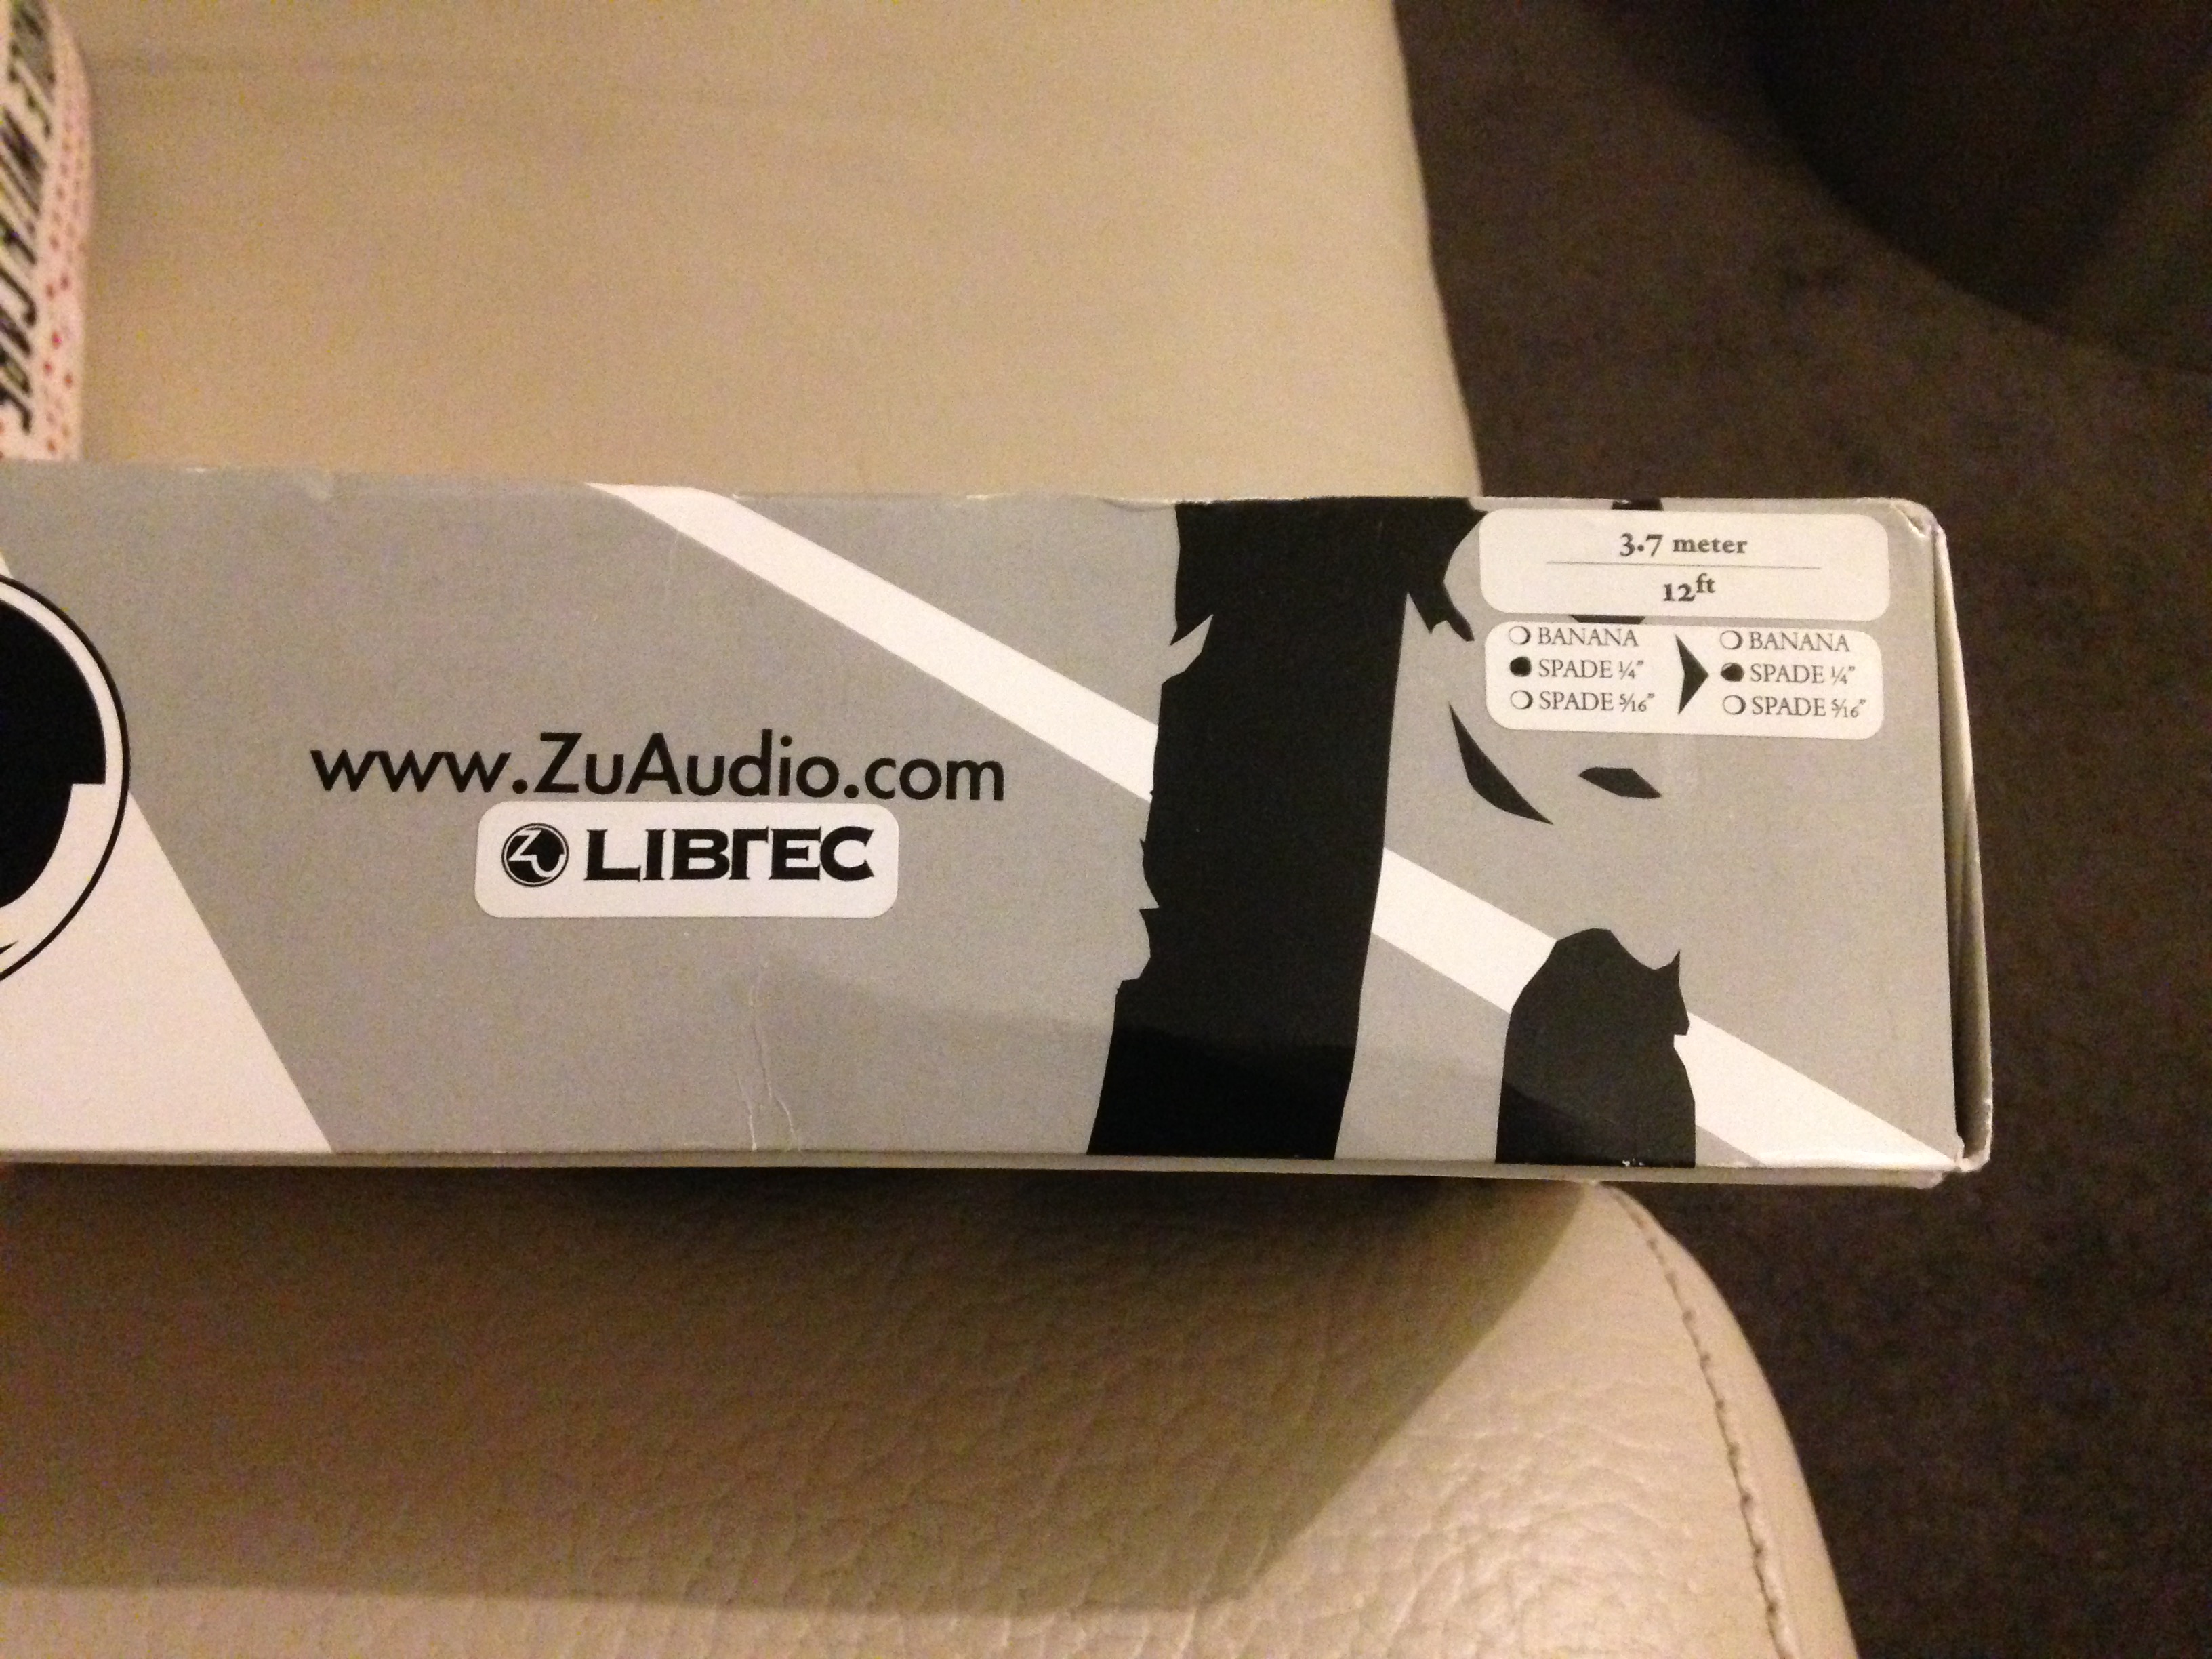 www.ZuAudio.com
ZU LIBTEC
3.7 meter
12ft
BANANA
SPADE ¼"
SPADE 5/16"
BANANA
SPADE ¼"
SPADE 5/16"